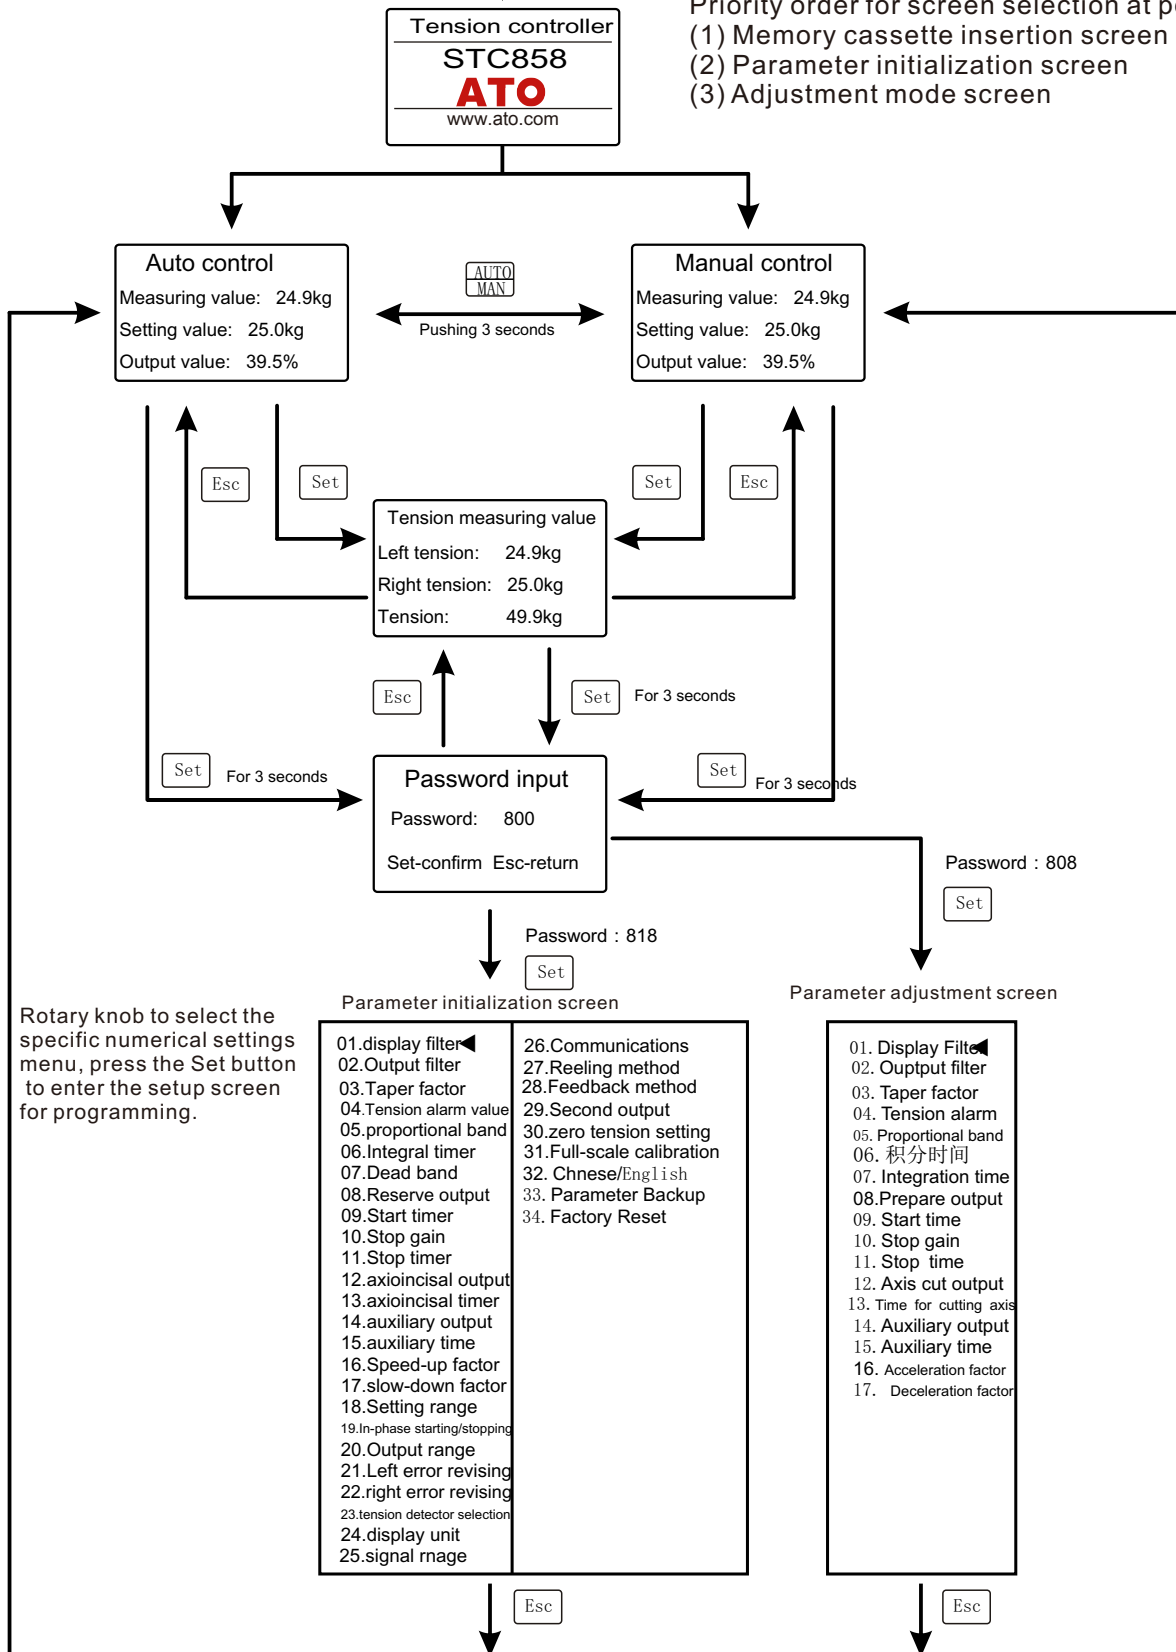 Priority order for screen selection at
(1) Memory cassette insertion screen
(2) Parameter initialization screen
(3) Adjustment mode screen
Tension controller
STC858
ATO
www.ato.com
Auto control
Measuring value: 24.9kg
Setting value: 25.0kg
Output value: 39.5%
AUTO
MAN
Pushing 3 seconds
Manual control
Measuring value: 24.9kg
Setting value: 25.0kg
Output value: 39.5%
Esc
Set
Set
Esc
Tension measuring value
Left tension: 24.9kg
Right tension: 25.0kg
Tension: 49.9kg
Esc
Set For 3 seconds
Set For 3 seconds
Set For 3 seconds
Password input
Password: 800
Set-confirm Esc-return
Password : 808
Set
Password : 818
Set
Rotary knob to select the
specific numerical settings
menu, press the Set button
to enter the setup screen
for programming.
Parameter initialization screen
01.display filter
02.Output filter
03.Taper factor
04.Tension alarm value
05.proportional band
06.Integral timer
07.Dead band
08.Reserve output
09.Start timer
10.Stop gain
11.Stop timer
12.axioincisal output
13.axioincisal timer
14.auxiliary output
15.auxiliary time
16.Speed-up factor
17.slow-down factor
18.Setting range
19.In-phase starting/stopping
20.Output range
21.Left error revising
22.right error revising
23.tension detector selection
24.display unit
25.signal rnage
26.Communications
27.Reeling method
28.Feedback method
29.Second output
30.zero tension setting
31.Full-scale calibration
32. Chnese/English
33. Parameter Backup
34. Factory Reset
Parameter adjustment screen
01. Display Filter
02. Ouptput filter
03. Taper factor
04. Tension alarm
05. Proportional band
06. 积分时间
07. Integration time
08.Prepare output
09. Start time
10. Stop gain
11. Stop time
12. Axis cut output
13. Time for cutting axis
14. Auxiliary output
15. Auxiliary time
16. Acceleration factor
17. Deceleration factor
Esc
Esc